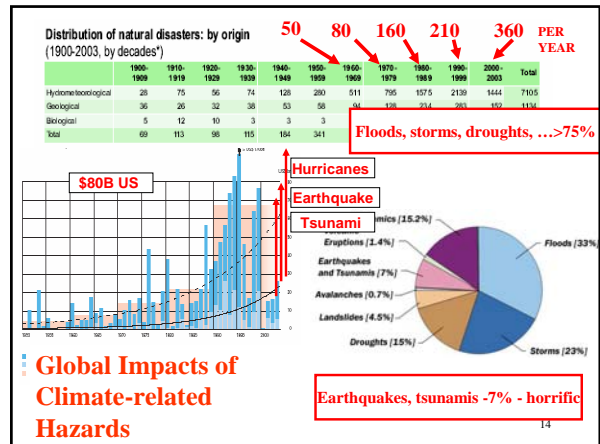 50 80 160 210 360 PER YEAR
Distribution of natural disasters: by origin
(1900-2003, by decades*)
1900-1909 1910-1919 1920-1929 1930-1939 1940-1949 1950-1959 1960-1969 1970-1979 1980-1989 1990-1999 2000-2003 Total
Hydrometeorological 28 75 56 74 128 280 511 795 1575 2139 1444 7105
Geological 36 26 32 38 53 58 94 128 234 283 152 1134
Biological 5 12 10 3 3 3
Total 69 113 98 115 184 341
Floods, storms, droughts, …>75%
$80B US
Hurricanes
Earthquake
Tsunami
Eruptions [1.4%]
[15.2%]
Floods [33%]
Earthquakes
and Tsunamis [7%]
Avalanches [0.7%]
Landslides [4.5%]
Droughts [15%]
Storms [23%]
Global Impacts of
Climate-related
Hazards
Earthquakes, tsunamis -7% - horrific
14